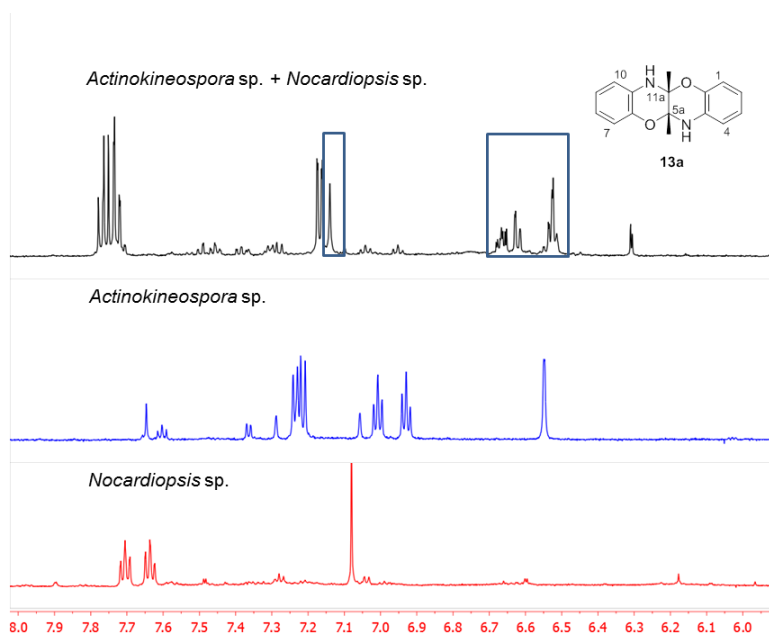 Actinokineospora sp. + Nocardiopsis sp.
10
H
N
O
1
11a
5a
7
O
N
H
4
13a
Actinokineospora sp.
Nocardiopsis sp.
8.0 7.9 7.8 7.7 7.6 7.5 7.4 7.3 7.2 7.1 7.0 6.9 6.8 6.7 6.6 6.5 6.4 6.3 6.2 6.1 6.0